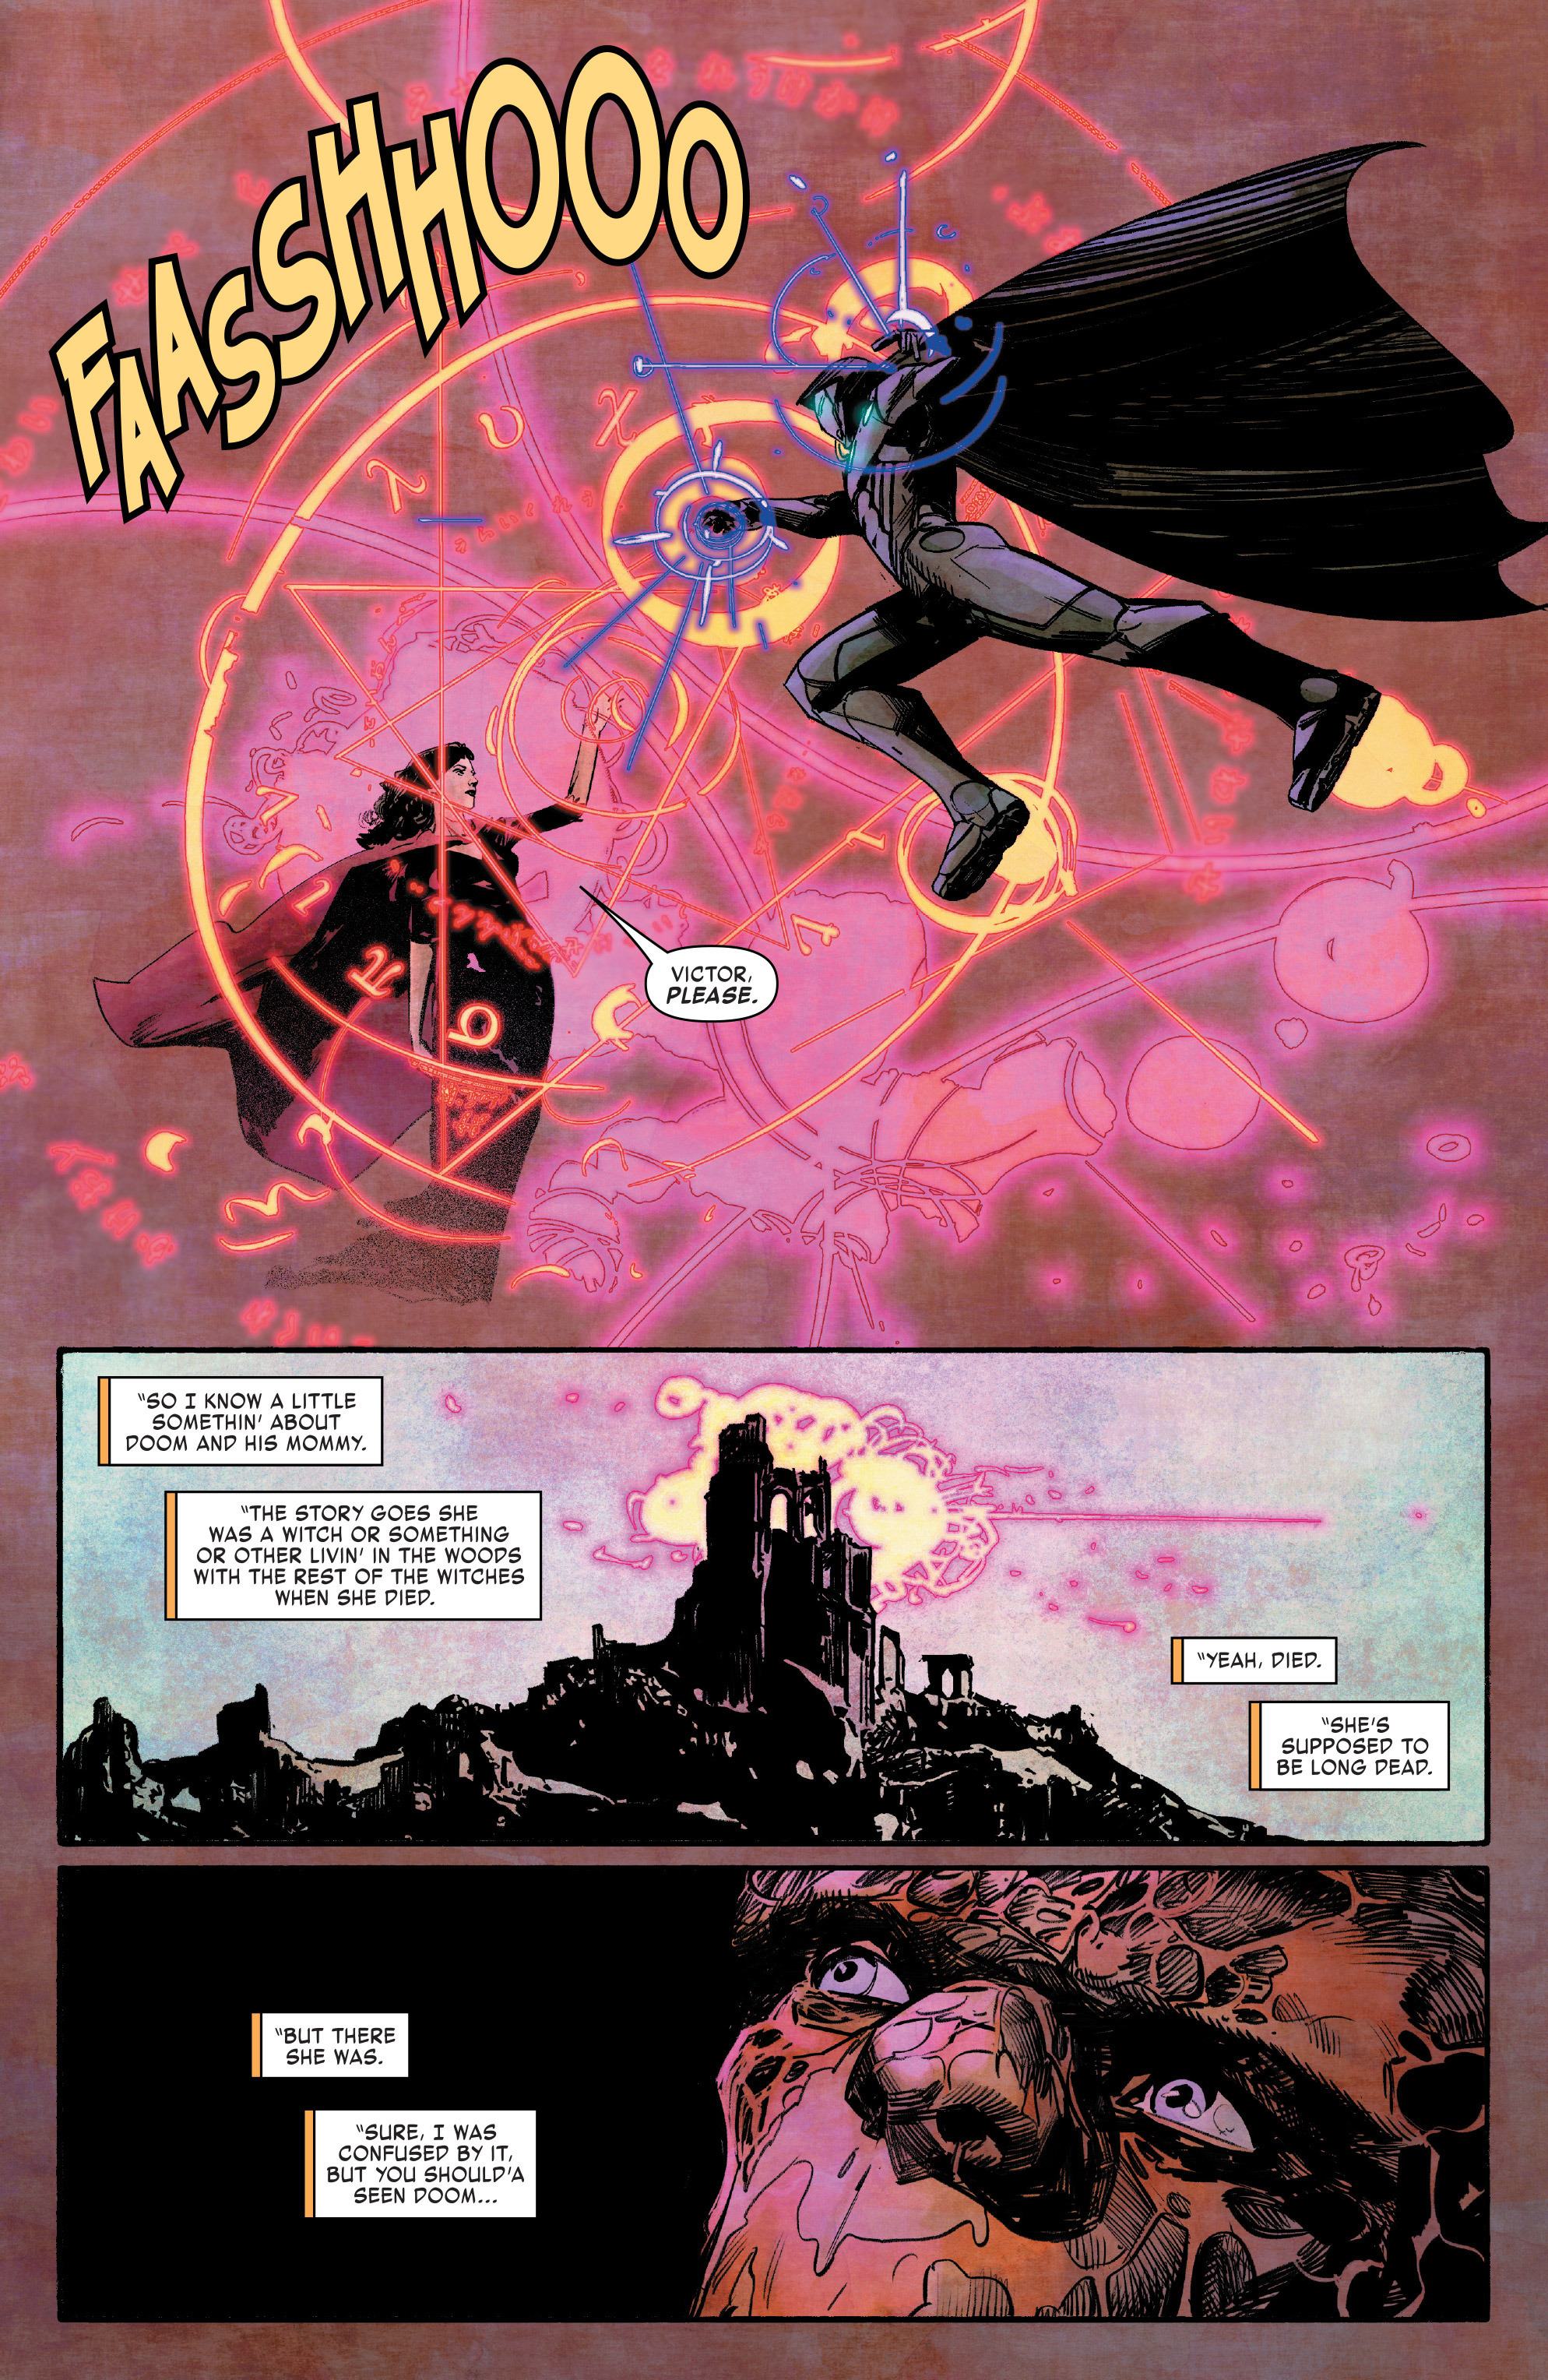 FAASSHHOOO
VICTOR,
PLEASE.
"SO I KNOW A LITTLE
SOMETHIN' ABOUT
DOOM AND HIS MOMMY.
"THE STORY GOES SHE
WAS A WITCH OR SOMETHING
OR OTHER LIVIN' IN THE WOODS
WITH THE REST OF THE WITCHES
WHEN SHE DIED.
"YEAH, DIED.
"SHE'S
SUPPOSED TO
BE LONG DEAD.
"BUT THERE
SHE WAS.
"SURE, I WAS
CONFUSED BY IT,
BUT YOU SHOULD'A
SEEN DOOM...